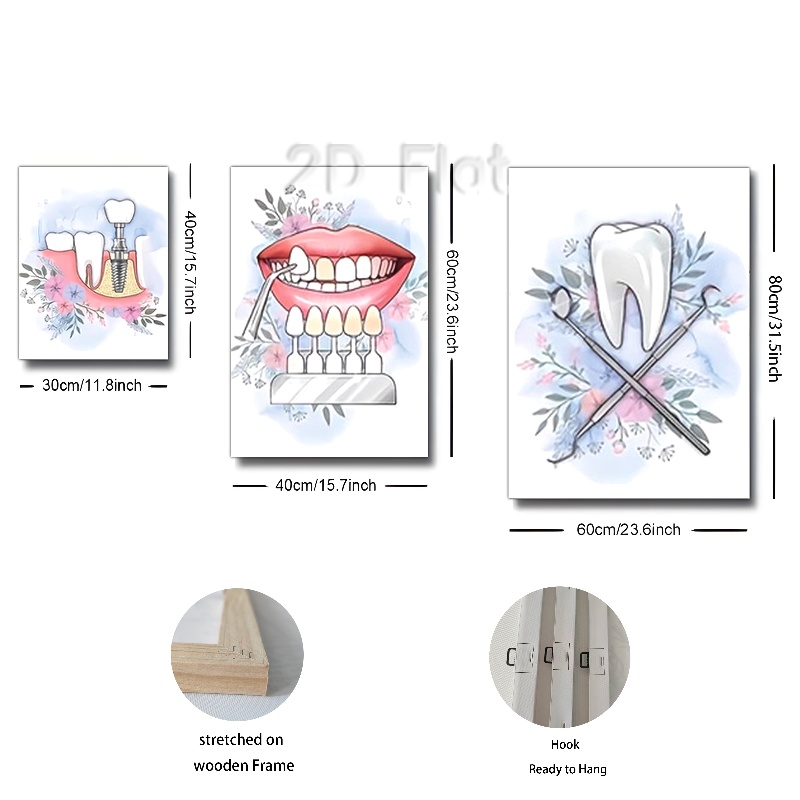 2D Flat
40cm/15.7inch
60cm/23.6inch
80cm/31.5inch
30cm/11.8inch
40cm/15.7inch
60cm/23.6inch
stretched on
wooden Frame
Hook
Ready to Hang